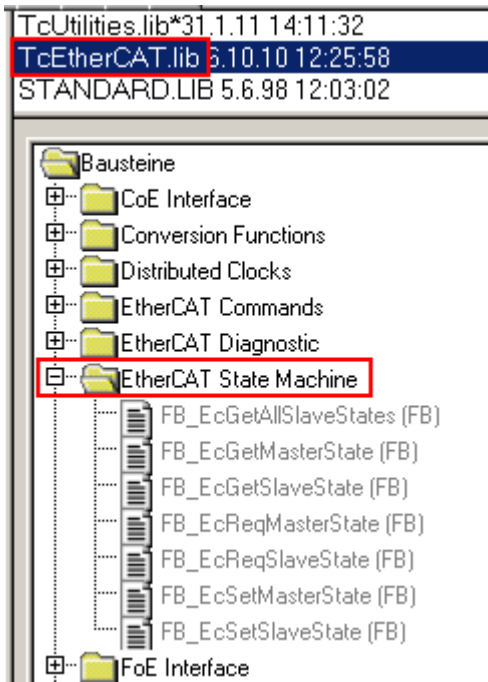 TcUtilities.lib*31.1.11 14:11:32
TcEtherCAT.lib 6.10.10 12:25:58
STANDARD.LIB 5.6.98 12:03:02
Bausteine
CoE Interface
Conversion Functions
Distributed Clocks
EtherCAT Commands
EtherCAT Diagnostic
EtherCAT State Machine
FB_EcGetAllSlaveStates (FB)
FB_EcGetMasterState (FB)
FB_EcGetSlaveState (FB)
FB_EcReqMasterState (FB)
FB_EcReqSlaveState (FB)
FB_EcSetMasterState (FB)
FB_EcSetSlaveState (FB)
FoE Interface